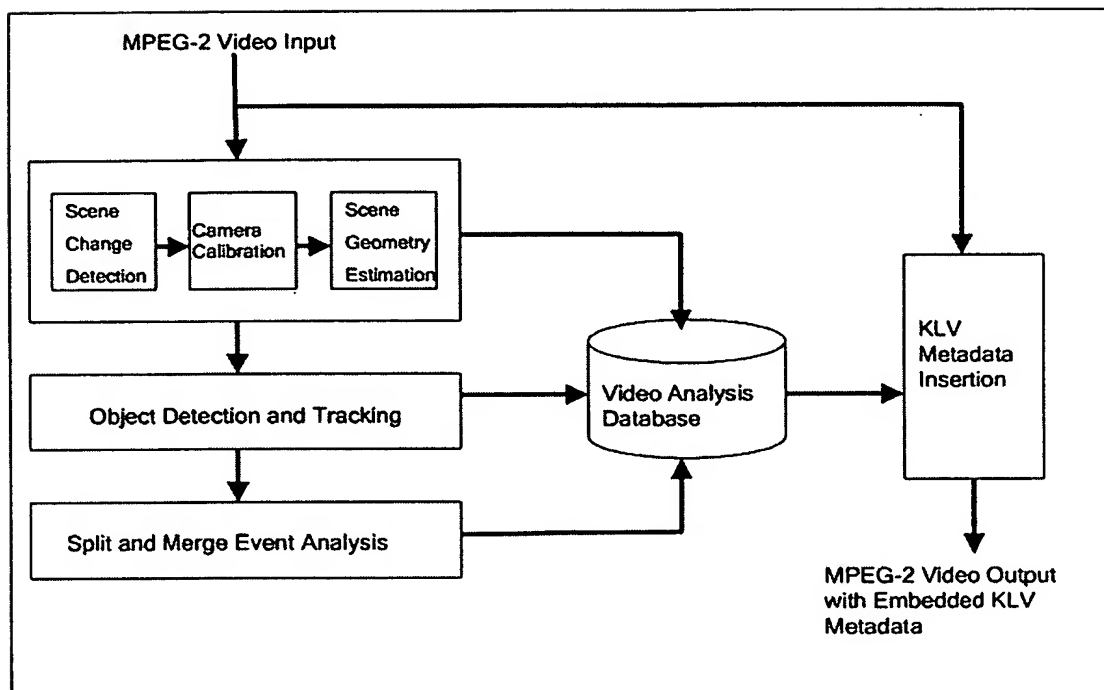 MPEG-2 Video Input
Scene
Change
Detection
Camera
Calibration
Scene
Geometry
Estimation
KLV
Metadata
Insertion
Object Detection and Tracking
Video Analysis
Database
Split and Merge Event Analysis
MPEG-2 Video Output
with Embedded KLV
Metadata